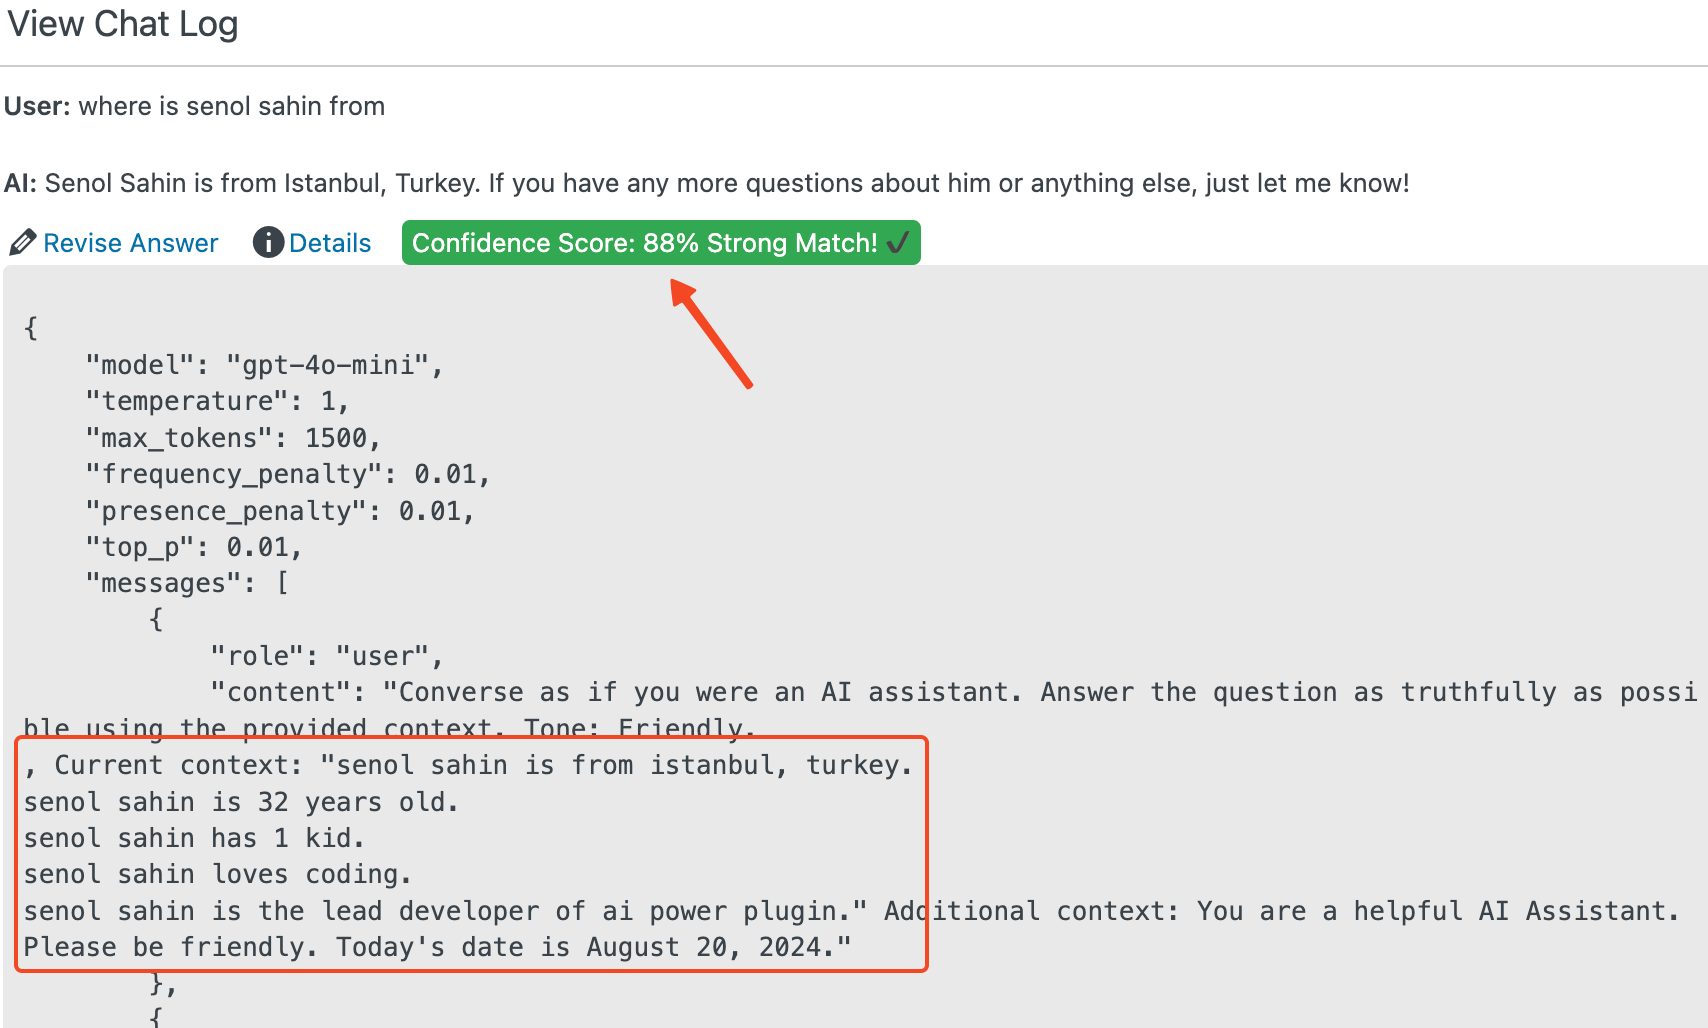 View Chat Log
User: where is senol sahin from
AI: Senol Sahin is from Istanbul, Turkey. If you have any more questions about him or anything else, just let me know!
Revise Answer Details Confidence Score: 88% Strong Match! ✔
{
    "model": "gpt-4o-mini",
    "temperature": 1,
    "max_tokens": 1500,
    "frequency_penalty": 0.01,
    "presence_penalty": 0.01,
    "top_p": 0.01,
    "messages": [
        {
            "role": "user",
            "content": "Converse as if you were an AI assistant. Answer the question as truthfully as possi
ble using the provided context. Tone: Friendly.
, Current context: "senol sahin is from istanbul, turkey.
senol sahin is 32 years old.
senol sahin has 1 kid.
senol sahin loves coding.
senol sahin is the lead developer of ai power plugin." Additional context: You are a helpful AI Assistant.
Please be friendly. Today's date is August 20, 2024."
        },
        {